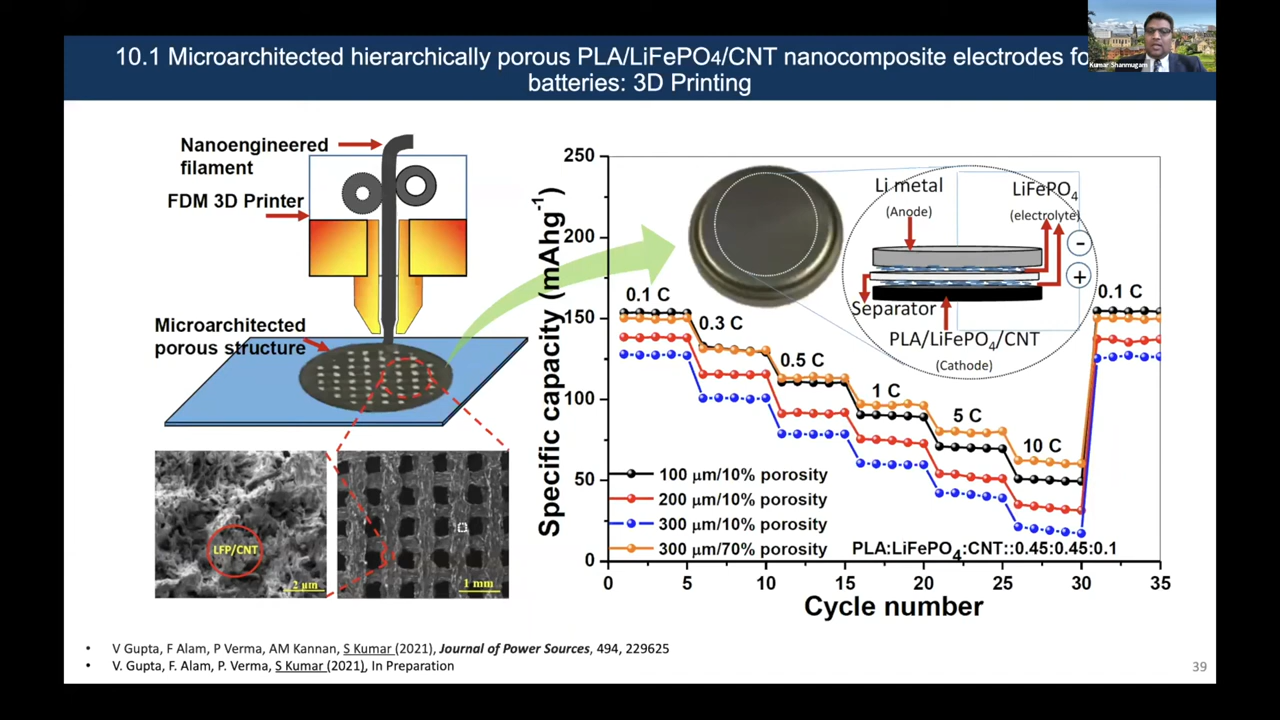 10.1 Microarchitected hierarchically porous PLA/LiFePO4/CNT nanocomposite electrodes fo
batteries: 3D Printing
Kumar Shanmugam
Nanoengineered
filament
FDM 3D Printer
Microarchitected
porous structure
LFP/CNT
2 μm
1 mm
Specific capacity (mAhg-1)
250
200
150
100
50
0
0 5 10 15 20 25 30 35
Cycle number
0.1 C
0.3 C
0.5 C
1 C
5 C
10 C
0.1 C
Li metal
(Anode)
LiFePO4
(electrolyte)
-
+
Separator
PLA/LiFePO4/CNT
(Cathode)
100 μm/10% porosity
200 μm/10% porosity
300 μm/10% porosity
300 μm/70% porosity
PLA:LiFePO4:CNT::0.45:0.45:0.1
• V Gupta, F Alam, P Verma, AM Kannan, S Kumar (2021), Journal of Power Sources, 494, 229625
• V. Gupta, F. Alam, P. Verma, S Kumar (2021), In Preparation
39